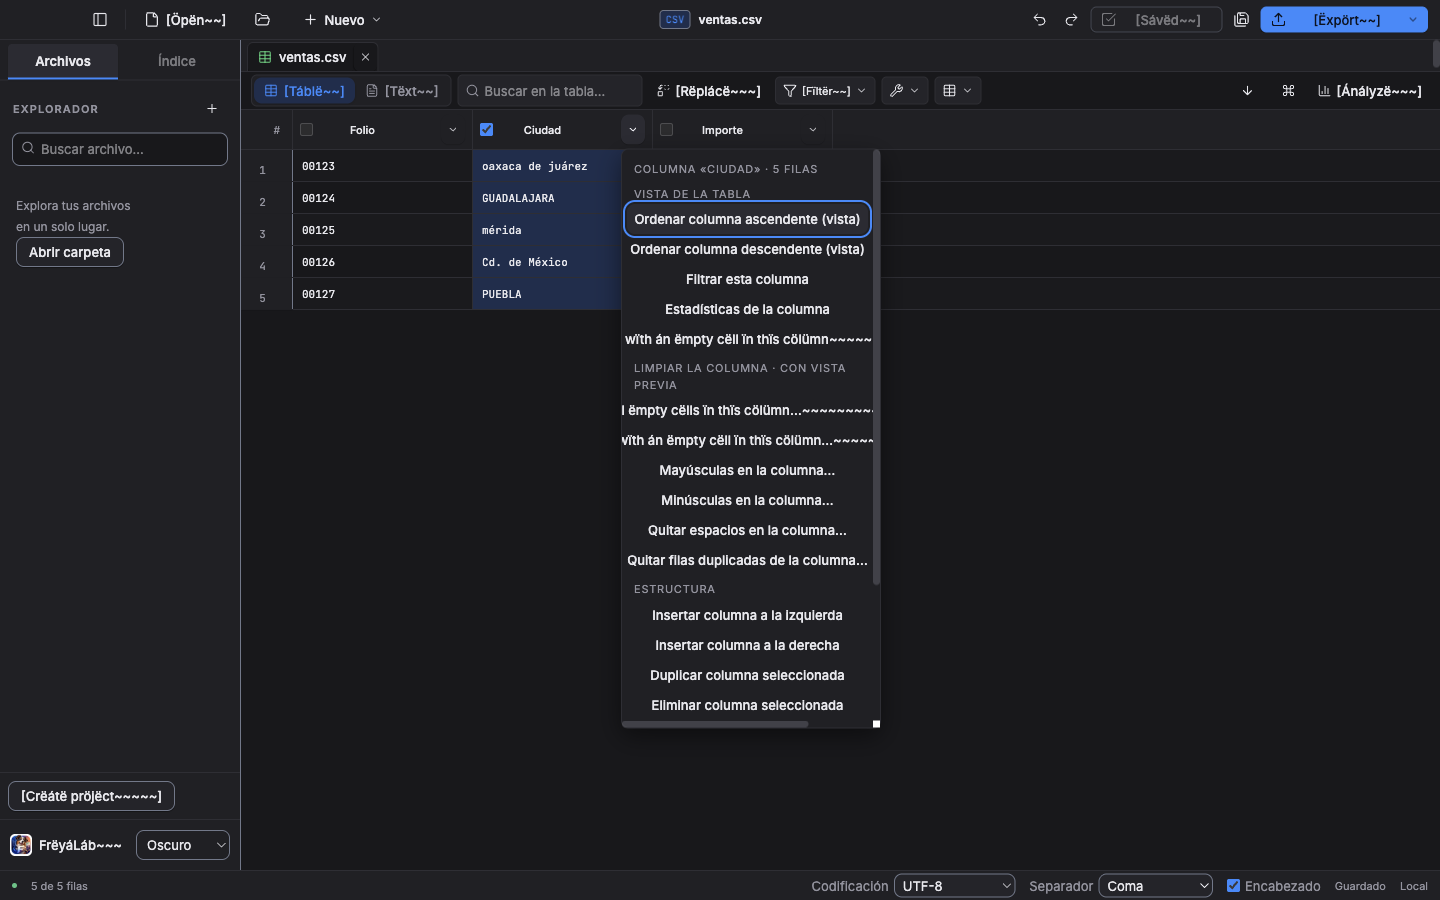 [Öpën~~]
Nuevo
CSV ventas.csv
[Sávëd~~]
[Ëxpört~~]
Archivos
Índice
ventas.csv
EXPLORADOR
[Táblë~~]
[Tëxt~~]
Buscar en la tabla...
[Rëplácë~~~]
[Fïltër~~]
[Ánályzë~~~]
Buscar archivo...
# Folio Ciudad Importe
1 00123 oaxaca de juárez
2 00124 GUADALAJARA
3 00125 mérida
4 00126 Cd. de México
5 00127 PUEBLA
Explora tus archivos
en un solo lugar.
Abrir carpeta
COLUMNA «CIUDAD» · 5 FILAS
VISTA DE LA TABLA
Ordenar columna ascendente (vista)
Ordenar columna descendente (vista)
Filtrar esta columna
Estadísticas de la columna
wïth án ëmpty cëll ïn thïs cölümn~~~~~
LIMPIAR LA COLUMNA · CON VISTA
PREVIA
ëmpty cëlls ïn thïs cölümn...~~~~~~~~~
wïth án ëmpty cëll ïn thïs cölümn...~~~~~
Mayúsculas en la columna...
Minúsculas en la columna...
Quitar espacios en la columna...
Quitar filas duplicadas de la columna...
ESTRUCTURA
Insertar columna a la izquierda
Insertar columna a la derecha
Duplicar columna seleccionada
Eliminar columna seleccionada
[Crëátë pröjëct~~~~~]
FrëyáLáb~~~
Oscuro
5 de 5 filas
Codificación UTF-8
Separador Coma
Encabezado
Guardado
Local